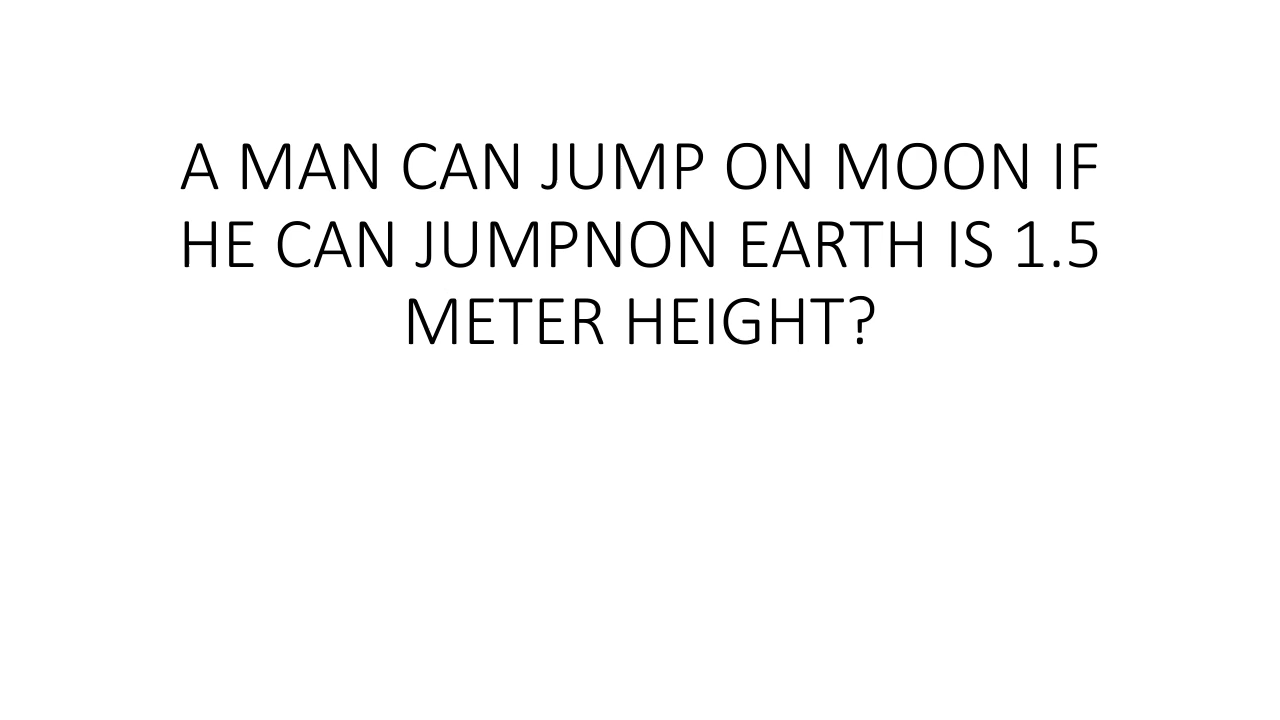 A MAN CAN JUMP ON MOON IF
HE CAN JUMPNON EARTH IS 1.5
METER HEIGHT?